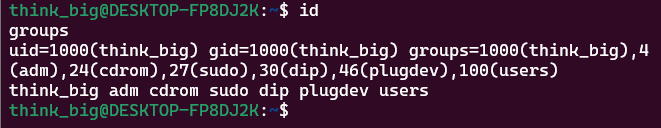 think_big@DESKTOP-FP8DJ2K:~$ id
groups
uid=1000(think_big) gid=1000(think_big) groups=1000(think_big),4
(adm),24(cdrom),27(sudo),30(dip),46(plugdev),100(users)
think_big adm cdrom sudo dip plugdev users
think_big@DESKTOP-FP8DJ2K:~$